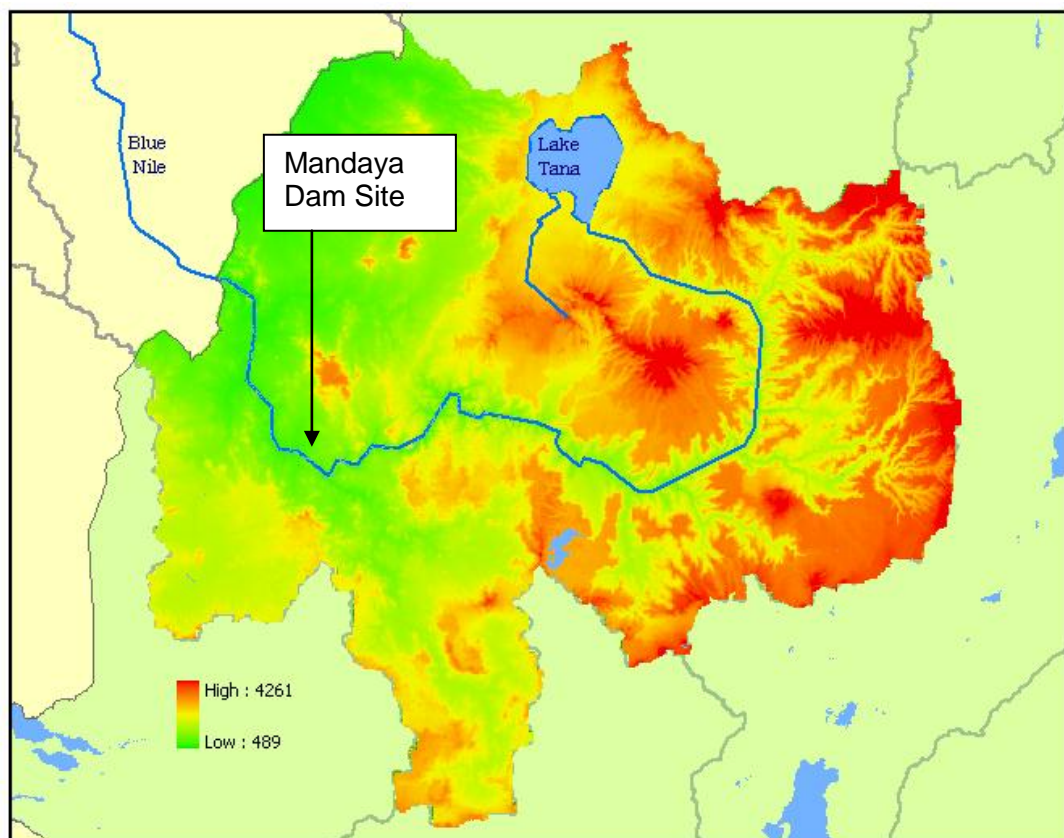 Blue
Nile
Mandaya
Dam Site
Lake
Tana
High : 4261
Low : 489